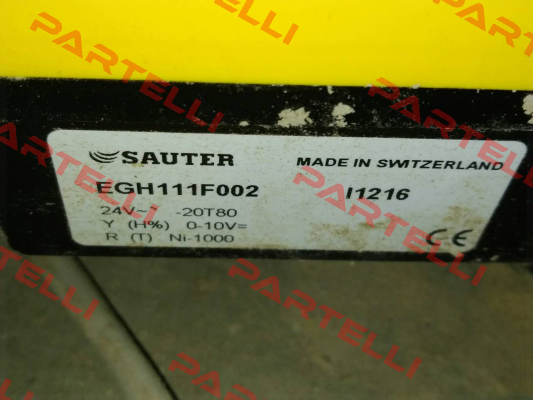 PARTELLI
PARTELLI
PARTELLI
SAUTER MADE IN SWITZERLAND
EGH111F002 I1216
24V~ -20T80
Y (H%) 0-10V=
R (T) Ni-1000
CE
PARTELLI
PARTELLI
PARTELLI